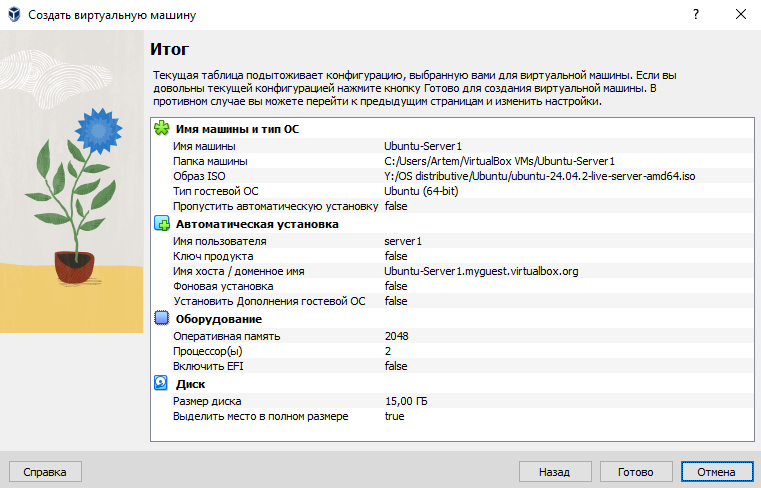 Создать виртуальную машину
Итог
Текущая таблица подытоживает конфигурацию, выбранную вами для виртуальной машины. Если вы
довольны текущей конфигурацией нажмите кнопку Готово для создания виртуальной машины. В
противном случае вы можете перейти к предыдущим страницам и изменить настройки.
Имя машины и тип ОС
Имя машины Ubuntu-Server1
Папка машины C:/Users/Artem/VirtualBox VMs/Ubuntu-Server1
Образ ISO Y:/OS distributive/Ubuntu/ubuntu-24.04.2-live-server-amd64.iso
Тип гостевой ОС Ubuntu (64-bit)
Пропустить автоматическую установку false
Автоматическая установка
Имя пользователя server1
Ключ продукта false
Имя хоста / доменное имя Ubuntu-Server1.myguest.virtualbox.org
Фоновая установка false
Установить Дополнения гостевой ОС false
Оборудование
Оперативная память 2048
Процессор(ы) 2
Включить EFI false
Диск
Размер диска 15,00 ГБ
Выделить место в полном размере true
Справка Назад Готово Отмена